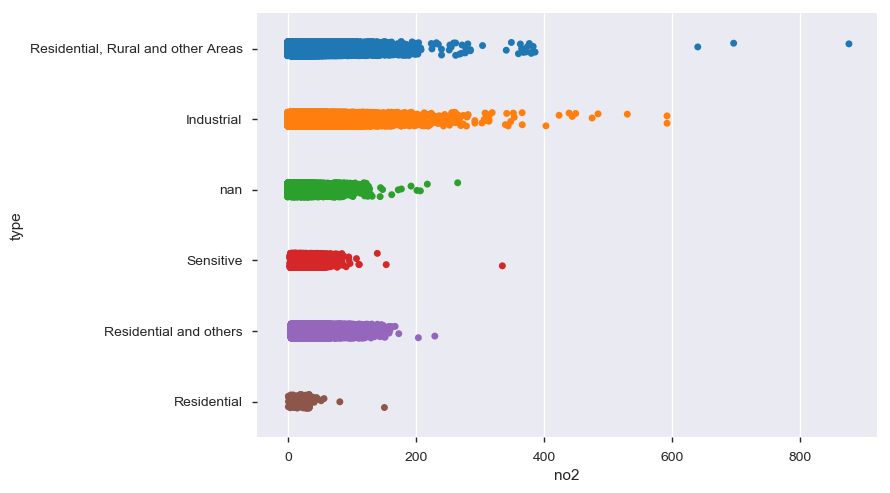 Residential, Rural and other Areas
Industrial
nan
Sensitive
Residential and others
Residential
type
0 200 400 600 800
no2